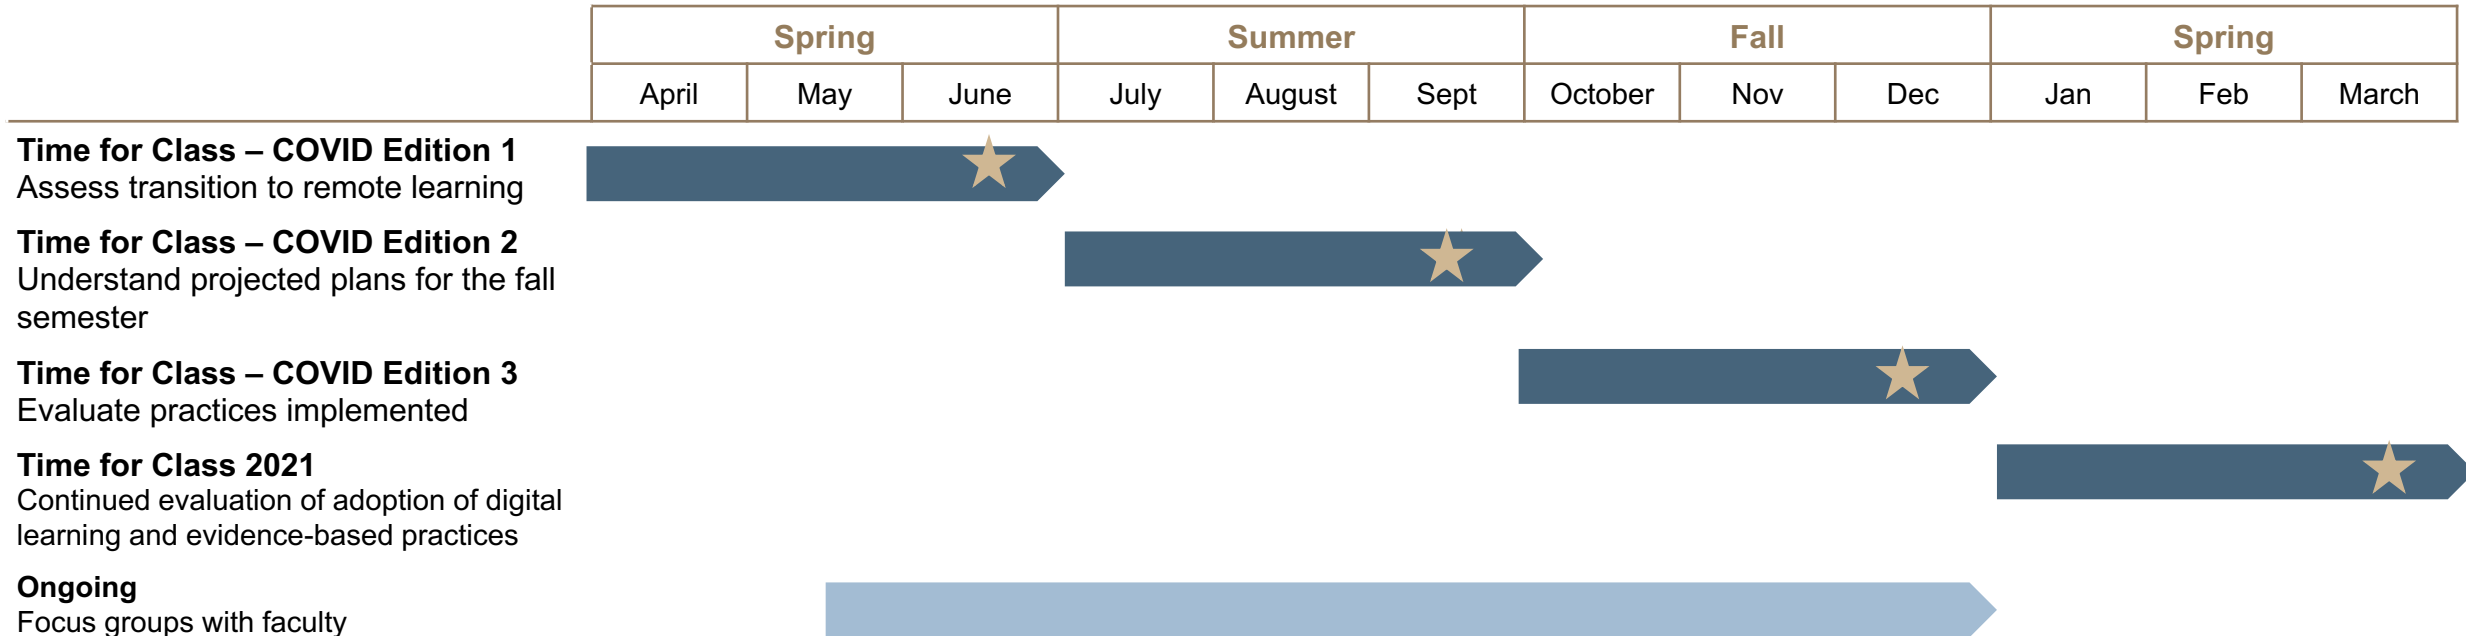 Spring Summer Fall Spring
April May June July August Sept October Nov Dec Jan Feb March
Time for Class – COVID Edition 1
Assess transition to remote learning
Time for Class – COVID Edition 2
Understand projected plans for the fall
semester
Time for Class – COVID Edition 3
Evaluate practices implemented
Time for Class 2021
Continued evaluation of adoption of digital
learning and evidence-based practices
Ongoing
Focus groups with faculty